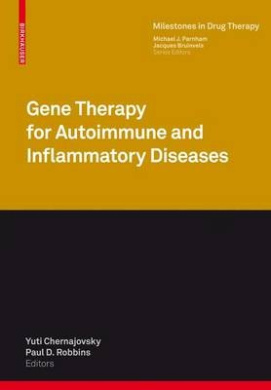 BIRKHÄUSER
Milestones in Drug Therapy
Michael J. Parnham
Jacques Bruinvels
Series Editors
Gene Therapy
for Autoimmune and
Inflammatory Diseases
Yuti Chernajovsky
Paul D. Robbins
Editors